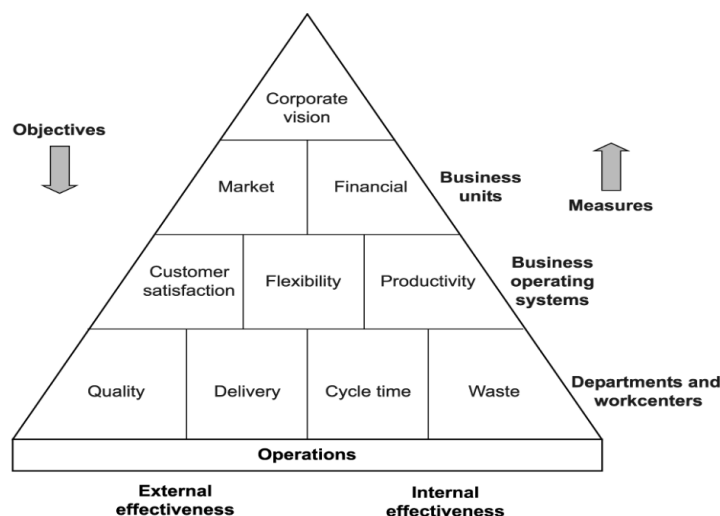 Corporate
vision
Objectives
Market
Financial
Business
units
Measures
Customer
satisfaction
Flexibility
Productivity
Business
operating
systems
Quality
Delivery
Cycle time
Waste
Departments and
workcenters
Operations
External
effectiveness
Internal
effectiveness